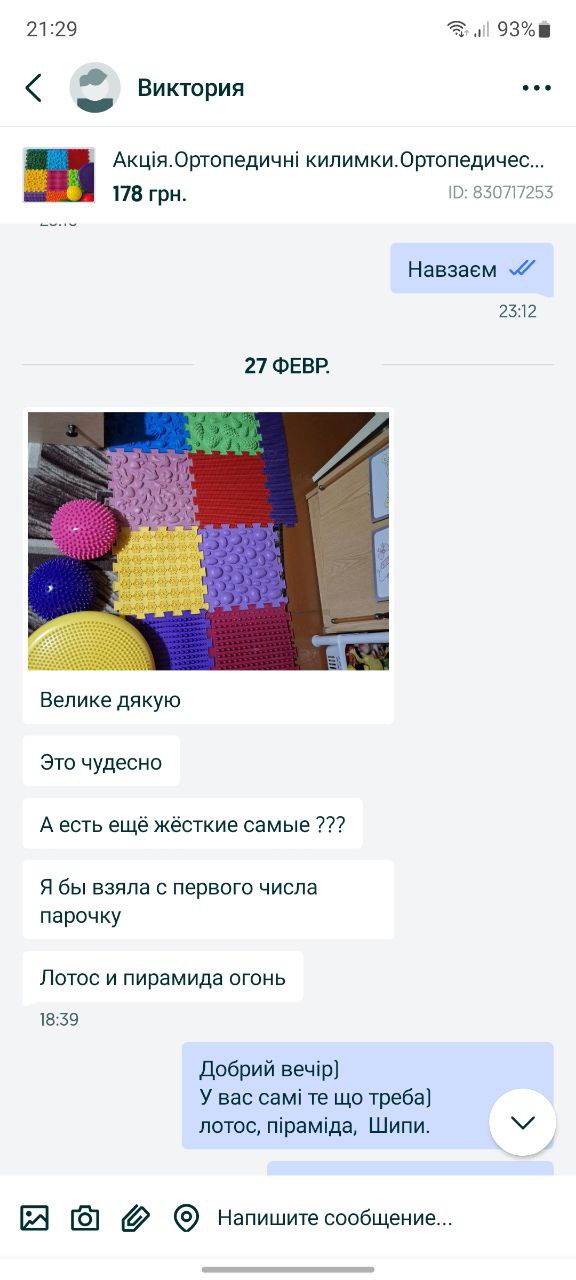 21:29
93%
Виктория
Акція.Ортопедичні килимки.Ортопедичес...
178 грн.
ID: 830717253
Навзаєм
23:12
27 ФЕВР.
Велике дякую
Это чудесно
А есть ещё жёсткие самые ???
Я бы взяла с первого числа
парочку
Лотос и пирамида огонь
18:39
Добрий вечір)
У вас самі те що треба)
лотос, піраміда, Шипи.
Напишите сообщение...